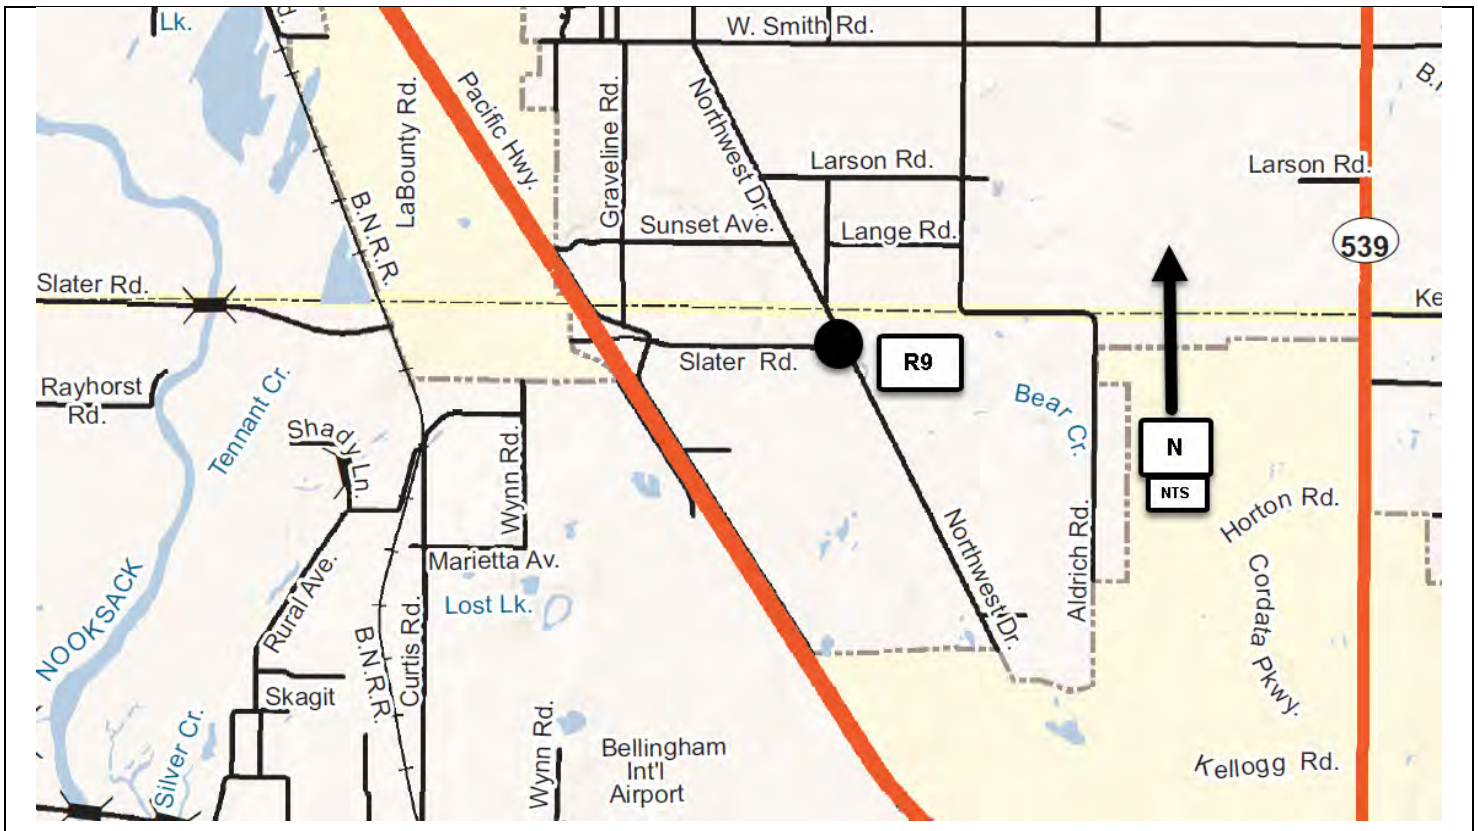 d.
Lk.
W. Smith Rd.
B.
Pacific Hwy.
LaBounty Rd.
Graveline Rd.
Northwest Dr.
Larson Rd.
Larson Rd.
B.N.R.R.
Sunset Ave.
Lange Rd.
539
Slater Rd.
Ke
Slater Rd.
R9
Rayhorst
Rd.
Tennant Cr.
Bear Cr.
Shady Ln.
Wynn Rd.
N
NTS
Horton Rd.
Northwest Dr.
Aldrich Rd.
Marietta Av.
Cordata Pkwy.
NOOKSACK
Rural Ave.
Lost Lk.
Curtis Rd.
B.N.R.R.
Skagit
Silver Cr.
Wynn Rd.
Bellingham
Int'l
Airport
Kellogg Rd.